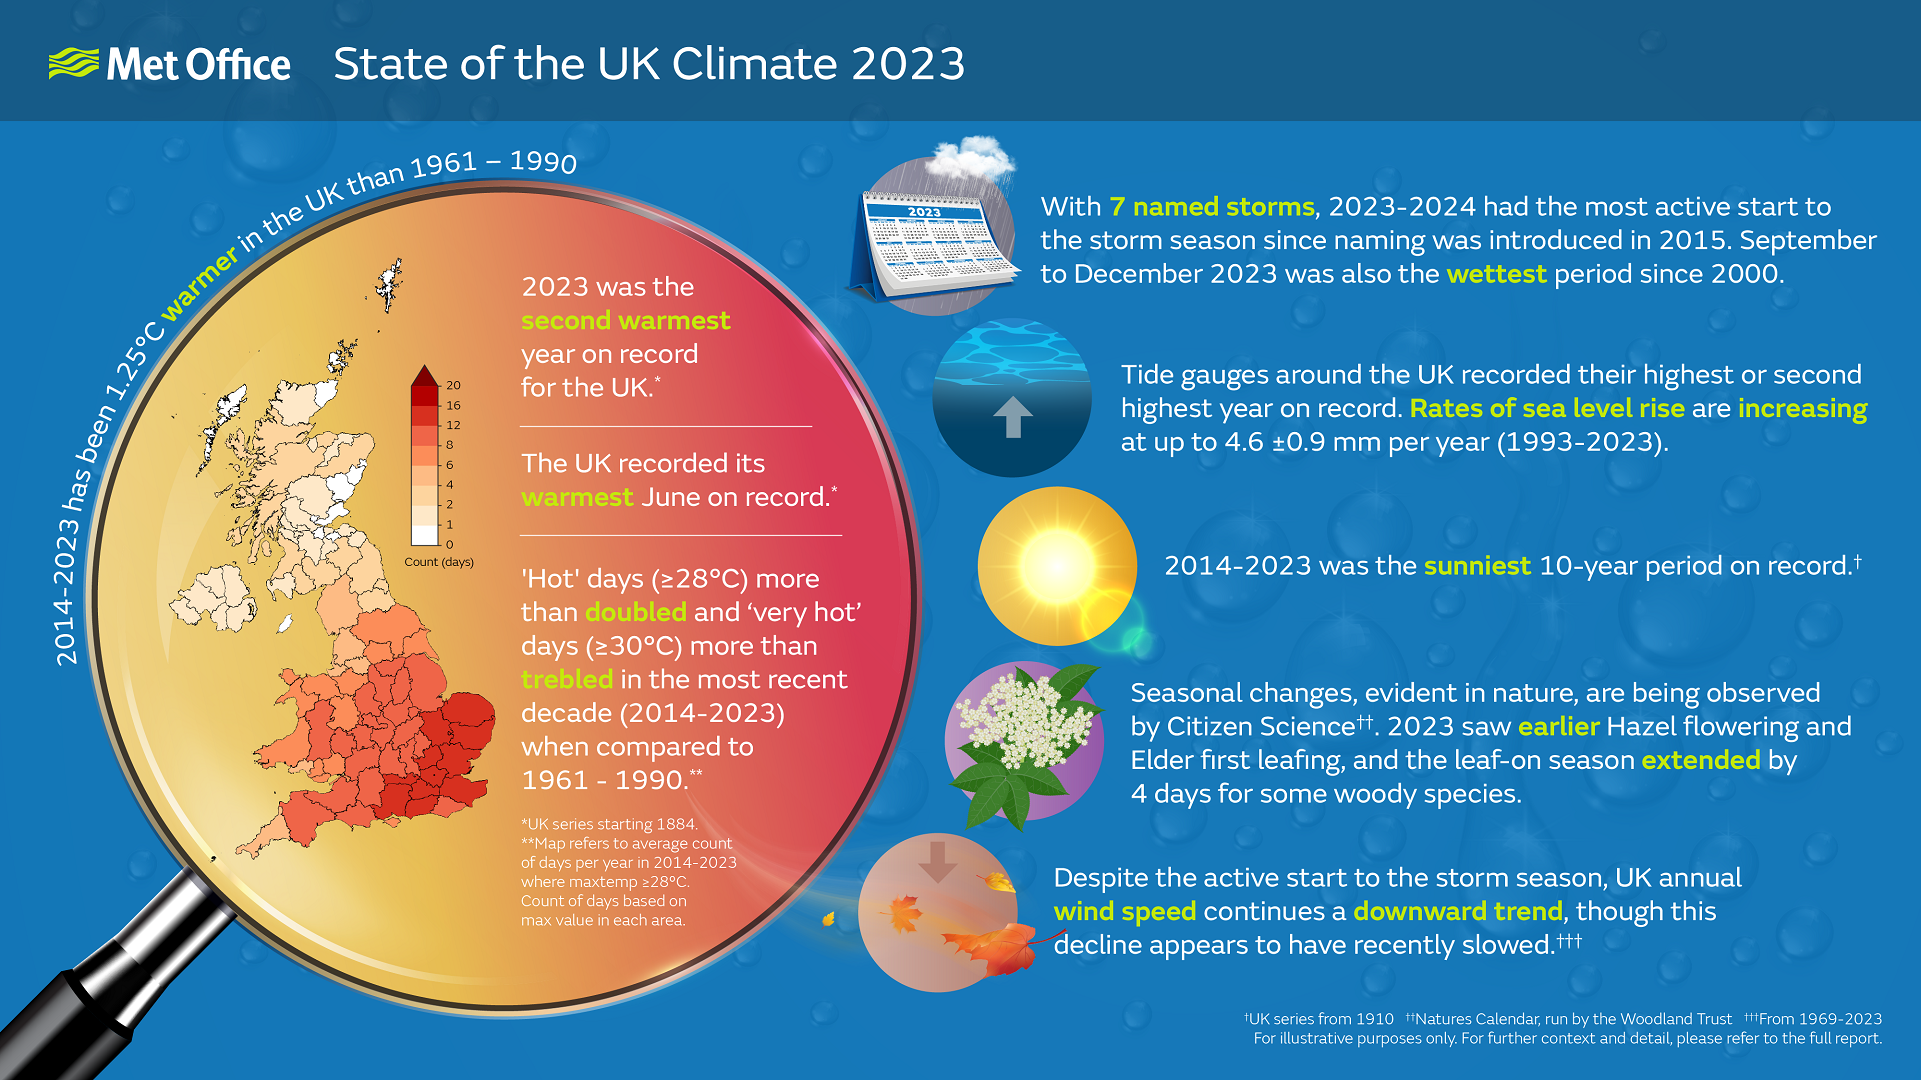 Met Office
State of the UK Climate 2023
2014-2023 has been 1.25°C warmer in the UK than 1961 – 1990
2023 was the
second warmest
year on record
for the UK.*
The UK recorded its
warmest June on record.*
'Hot' days (≥28°C) more
than doubled and ‘very hot’
days (≥30°C) more than
trebled in the most recent
decade (2014-2023)
when compared to
1961 - 1990.**
*UK series starting 1884.
**Map refers to average count
of days per year in 2014-2023
where maxtemp ≥28°C.
Count of days based on
max value in each area.
20
16
12
8
6
4
2
1
0
Count (days)
2023
With 7 named storms, 2023-2024 had the most active start to
the storm season since naming was introduced in 2015. September
to December 2023 was also the wettest period since 2000.
Tide gauges around the UK recorded their highest or second
highest year on record. Rates of sea level rise are increasing
at up to 4.6 ±0.9 mm per year (1993-2023).
2014-2023 was the sunniest 10-year period on record.†
Seasonal changes, evident in nature, are being observed
by Citizen Science††. 2023 saw earlier Hazel flowering and
Elder first leafing, and the leaf-on season extended by
4 days for some woody species.
Despite the active start to the storm season, UK annual
wind speed continues a downward trend, though this
decline appears to have recently slowed.†††
†UK series from 1910 ††Natures Calendar, run by the Woodland Trust †††From 1969-2023
For illustrative purposes only. For further context and detail, please refer to the full report.